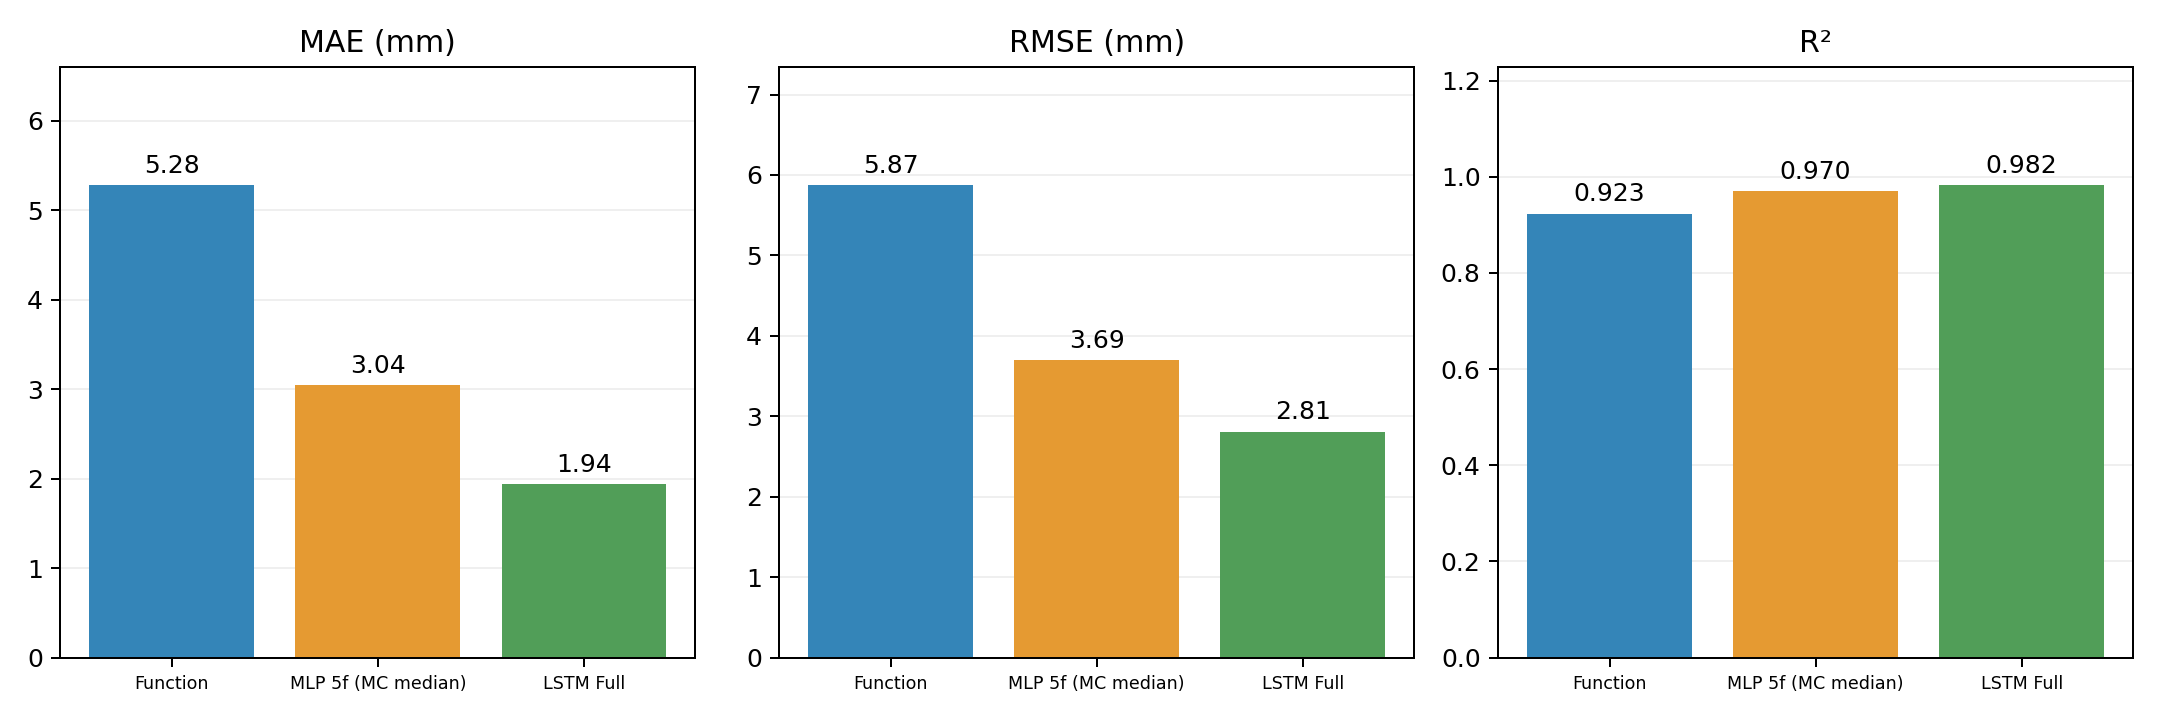 MAE (mm)
6
5
4
3
2
1
0
5.28
3.04
1.94
Function
MLP 5f (MC median)
LSTM Full
RMSE (mm)
7
6
5
4
3
2
1
0
5.87
3.69
2.81
Function
MLP 5f (MC median)
LSTM Full
R²
1.2
1.0
0.8
0.6
0.4
0.2
0.0
0.923
0.970
0.982
Function
MLP 5f (MC median)
LSTM Full